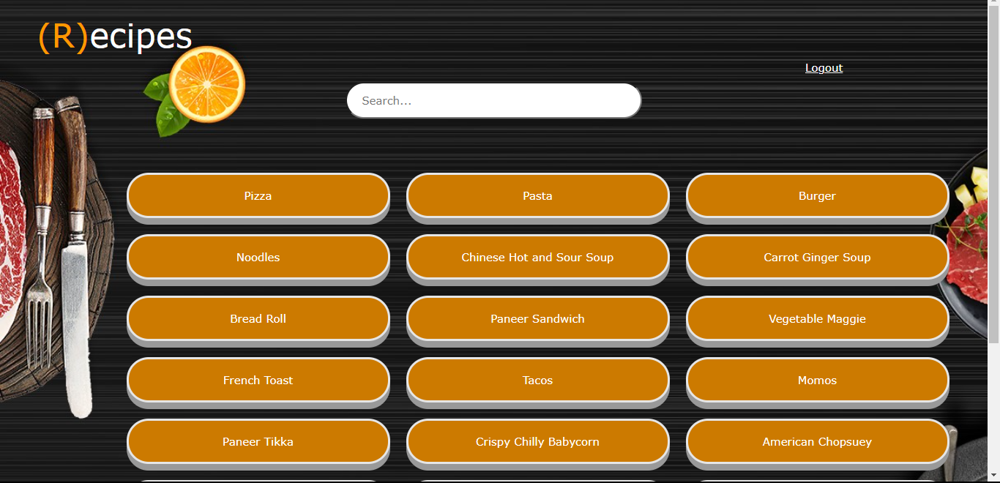 (R)ecipes
Logout
Search...
Pizza
Pasta
Burger
Noodles
Chinese Hot and Sour Soup
Carrot Ginger Soup
Bread Roll
Paneer Sandwich
Vegetable Maggie
French Toast
Tacos
Momos
Paneer Tikka
Crispy Chilly Babycorn
American Chopsuey